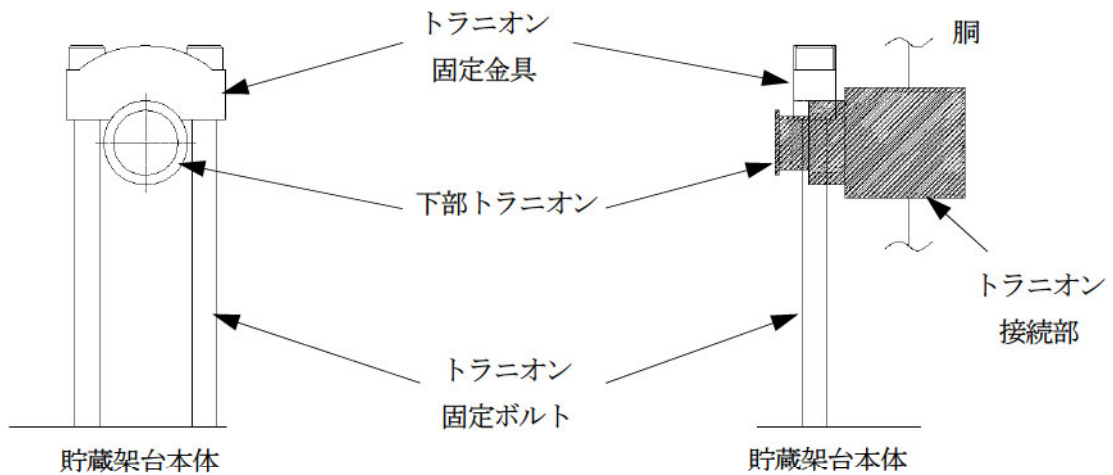 トラニオン
固定金具
胴
下部トラニオン
トラニオン
接続部
トラニオン
固定ボルト
貯蔵架台本体
貯蔵架台本体